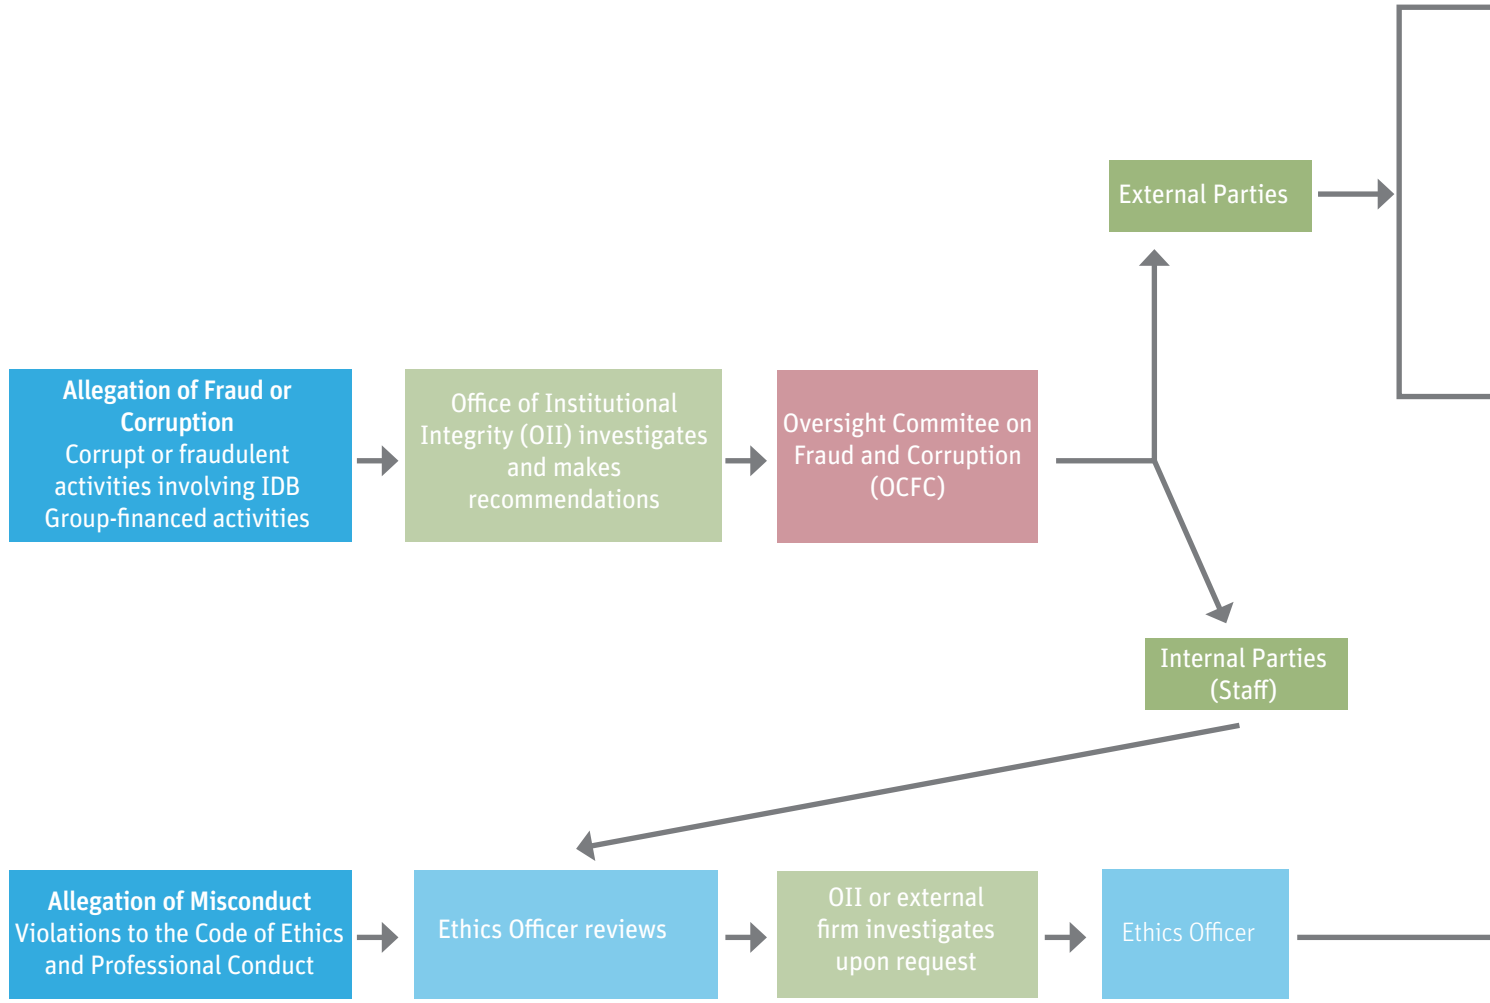 External Parties
Allegation of Fraud or
Corruption
Corrupt or fraudulent
activities involving IDB
Group-financed activities
Office of Institutional
Integrity (OII) investigates
and makes
recommendations
Oversight Commitee on
Fraud and Corruption
(OCFC)
Internal Parties
(Staff)
Allegation of Misconduct
Violations to the Code of Ethics
and Professional Conduct
Ethics Officer reviews
OII or external
firm investigates
upon request
Ethics Officer